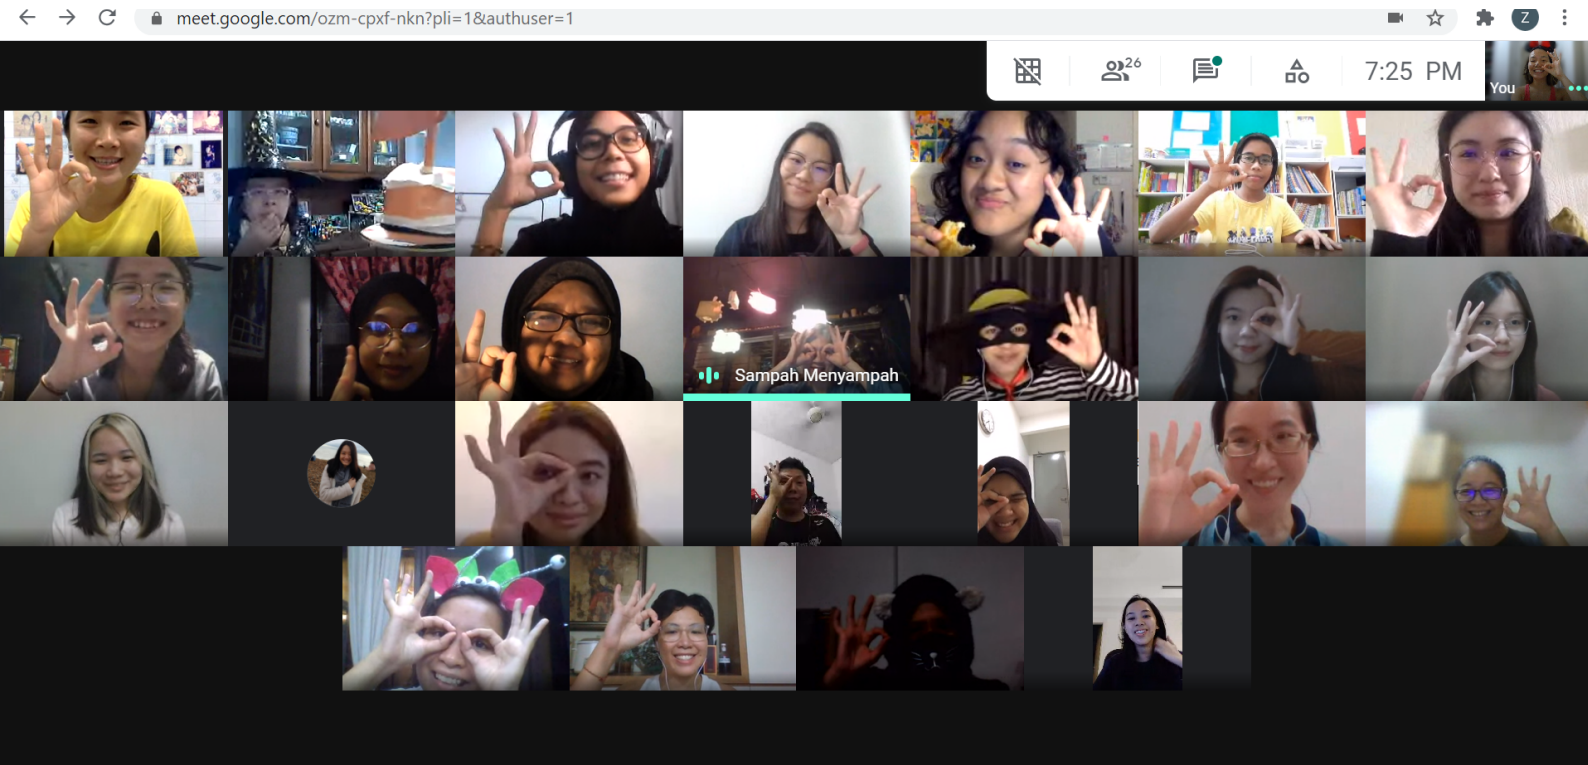 meet.google.com/ozm-cpxf-nkn?pli=1&authuser=1
Z
26
7:25 PM
You
Sampah Menyampah